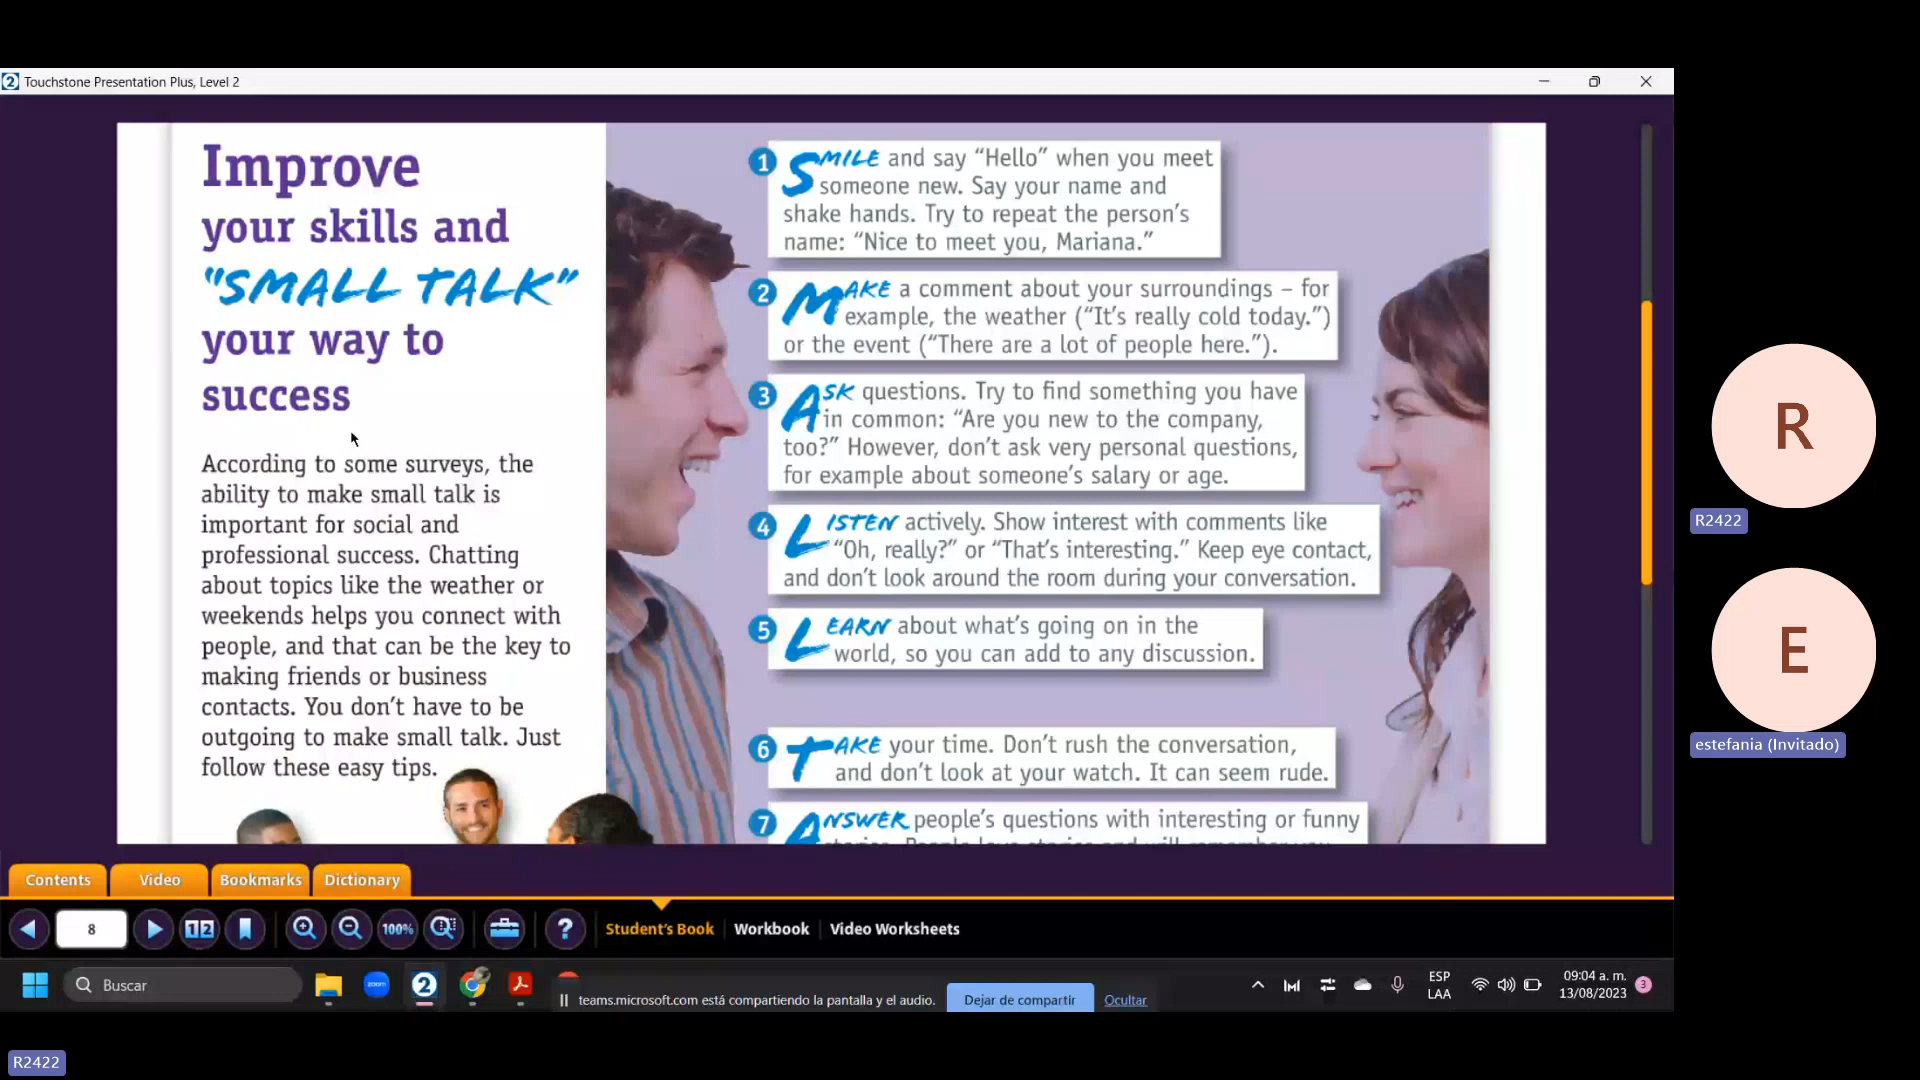 Touchstone Presentation Plus, Level 2
Improve
your skills and
"SMALL TALK"
your way to
success
According to some surveys, the
ability to make small talk is
important for social and
professional success. Chatting
about topics like the weather or
weekends helps you connect with
people, and that can be the key to
making friends or business
contacts. You don't have to be
outgoing to make small talk. Just
follow these easy tips.
1 SMILE and say "Hello" when you meet
someone new. Say your name and
shake hands. Try to repeat the person's
name: "Nice to meet you, Mariana."
2 MAKE a comment about your surroundings – for
example, the weather ("It's really cold today.")
or the event ("There are a lot of people here.").
3 ASK questions. Try to find something you have
in common: "Are you new to the company,
too?" However, don't ask very personal questions,
for example about someone's salary or age.
4 LISTEN actively. Show interest with comments like
"Oh, really?" or "That's interesting." Keep eye contact,
and don't look around the room during your conversation.
5 LEARN about what's going on in the
world, so you can add to any discussion.
6 TAKE your time. Don't rush the conversation,
and don't look at your watch. It can seem rude.
7 ANSWER people's questions with interesting or funny
R
R2422
E
estefania (Invitado)
Contents Video Bookmarks Dictionary
8 12 100% ? Student's Book Workbook Video Worksheets
Buscar zoom 2
teams.microsoft.com está compartiendo la pantalla y el audio. Dejar de compartir Ocultar
ESP
LAA
09:04 a. m.
13/08/2023 3
R2422